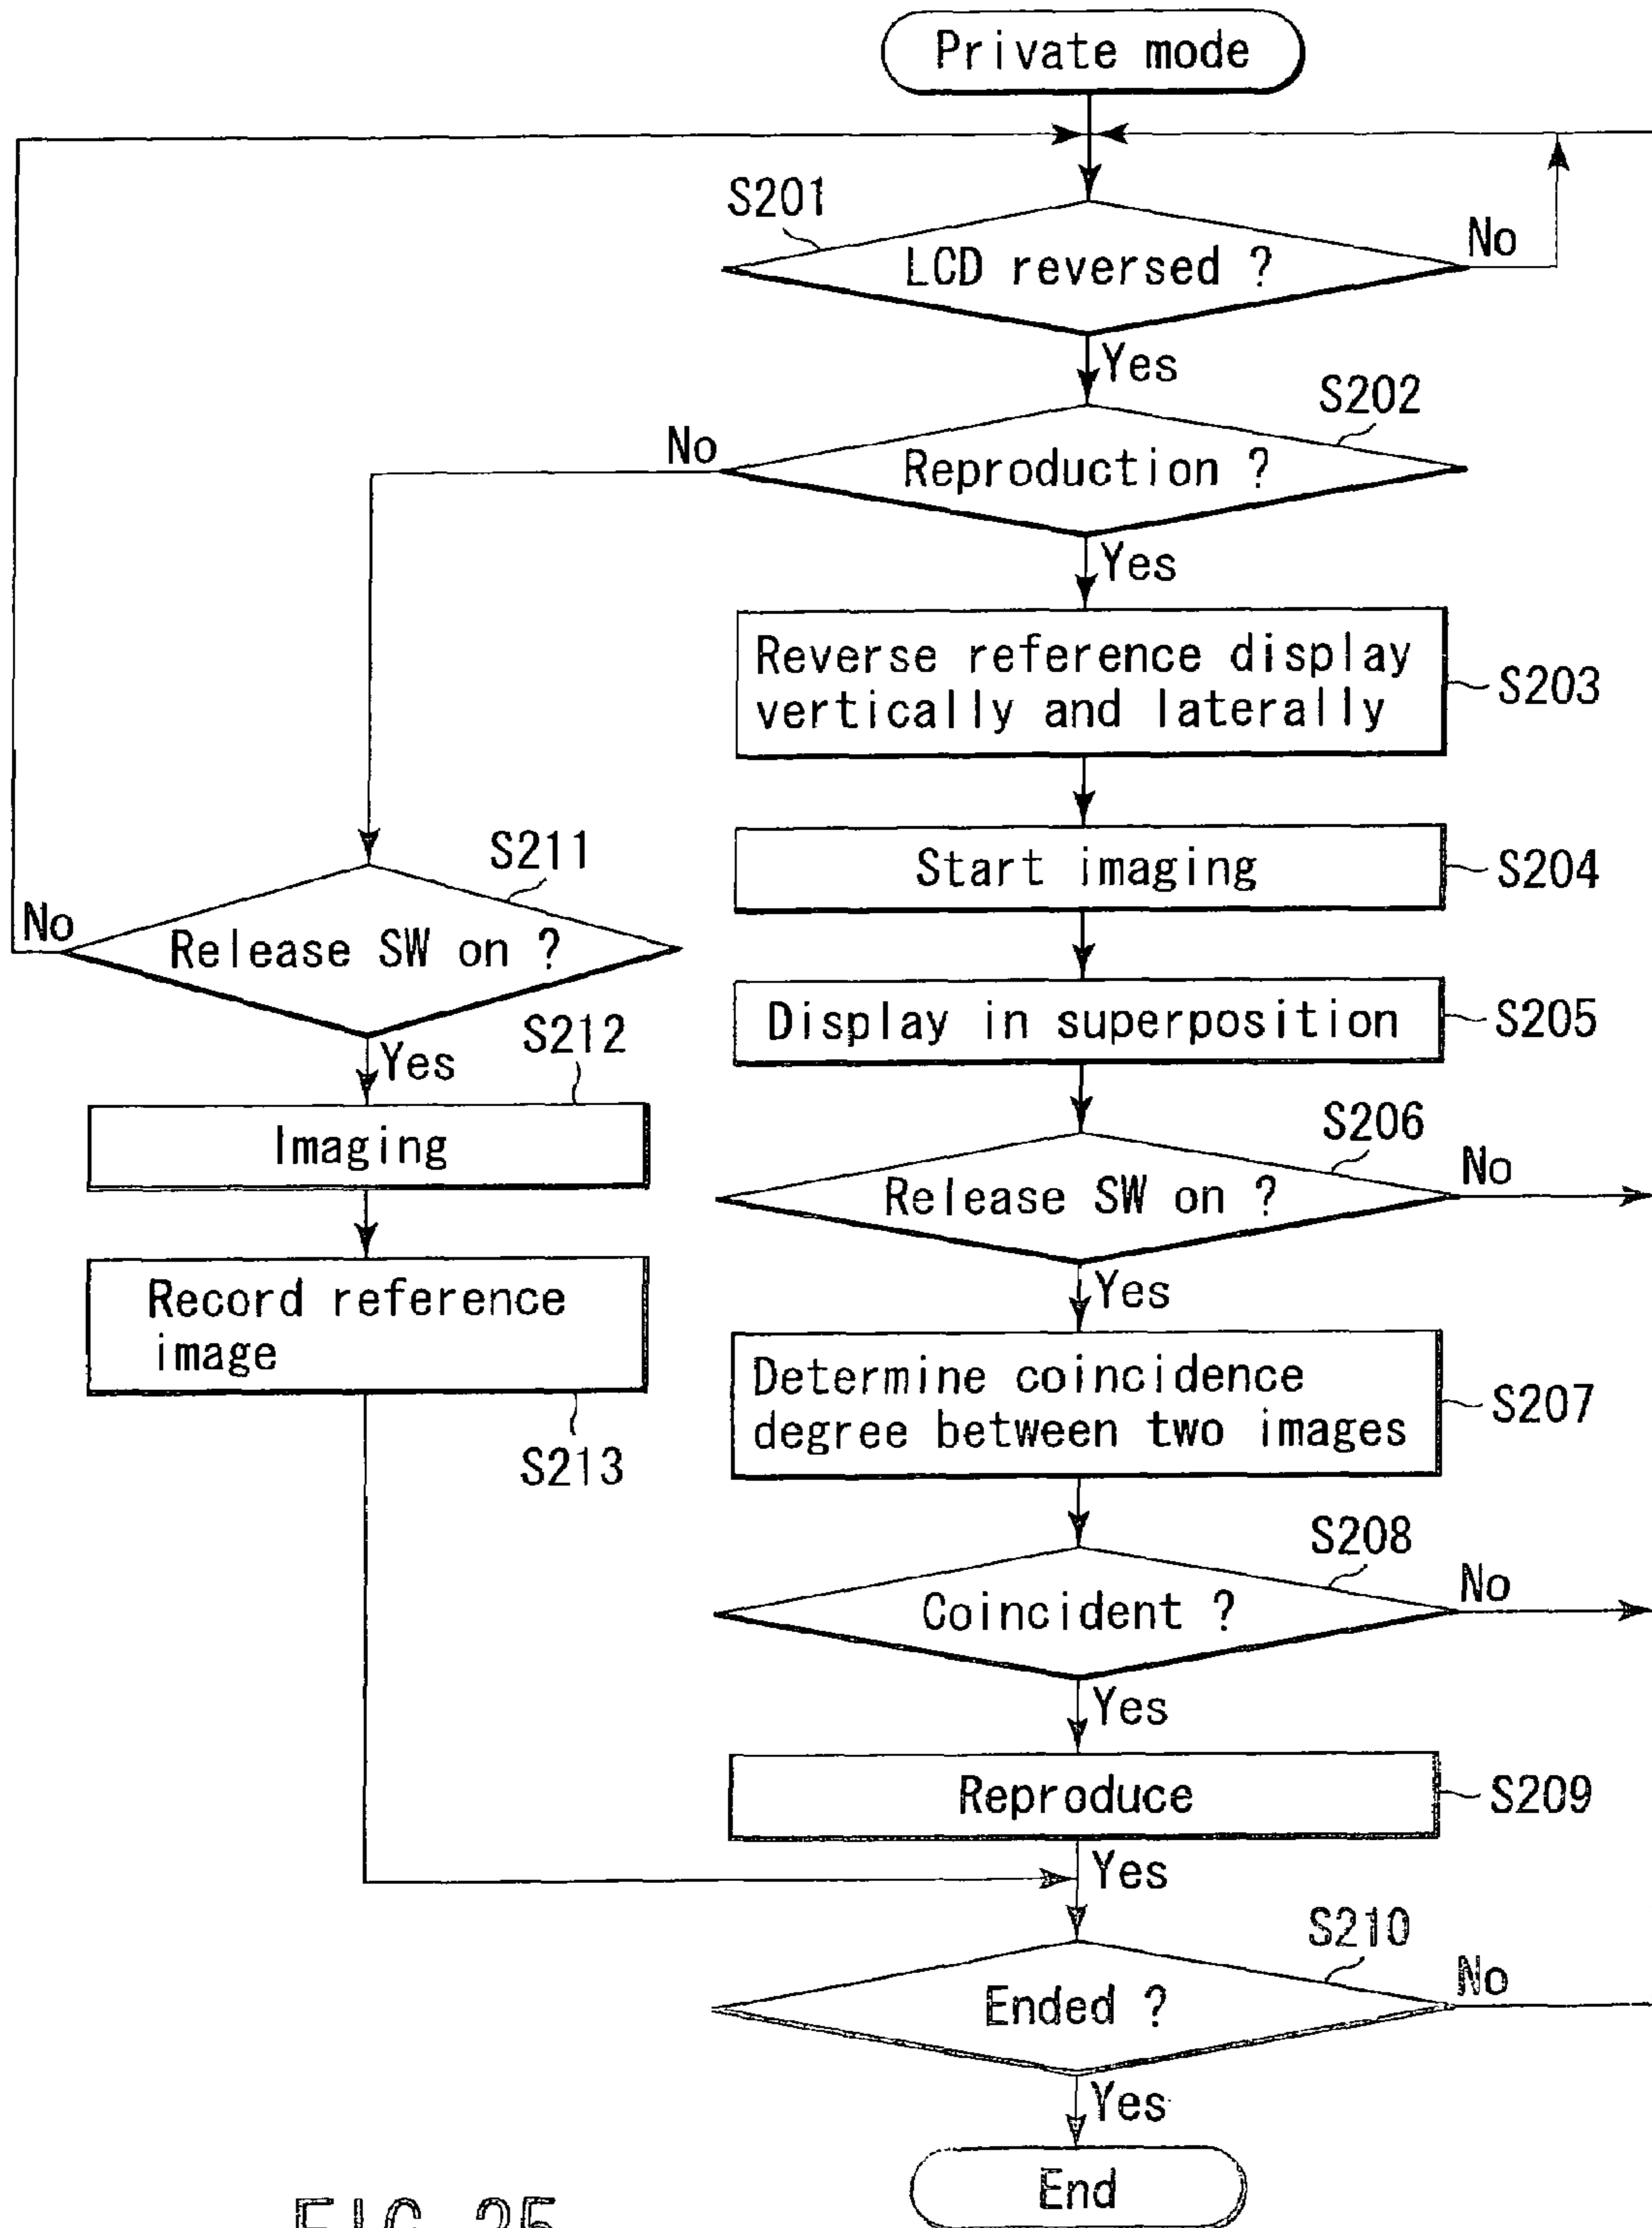 Private mode
S201
LCD reversed ?
No
Yes
S202
No
Reproduction ?
Yes
Reverse reference display
vertically and laterally
S203
Start imaging
S204
Display in superposition
S205
S206
Release SW on ?
No
Yes
Determine coincidence
degree between two images
S207
S208
Coincident ?
No
Yes
Reproduce
S209
Yes
S210
Ended ?
No
Yes
End
S211
No
Release SW on ?
Yes
S212
Imaging
Record reference
image
S213
FIG. 25